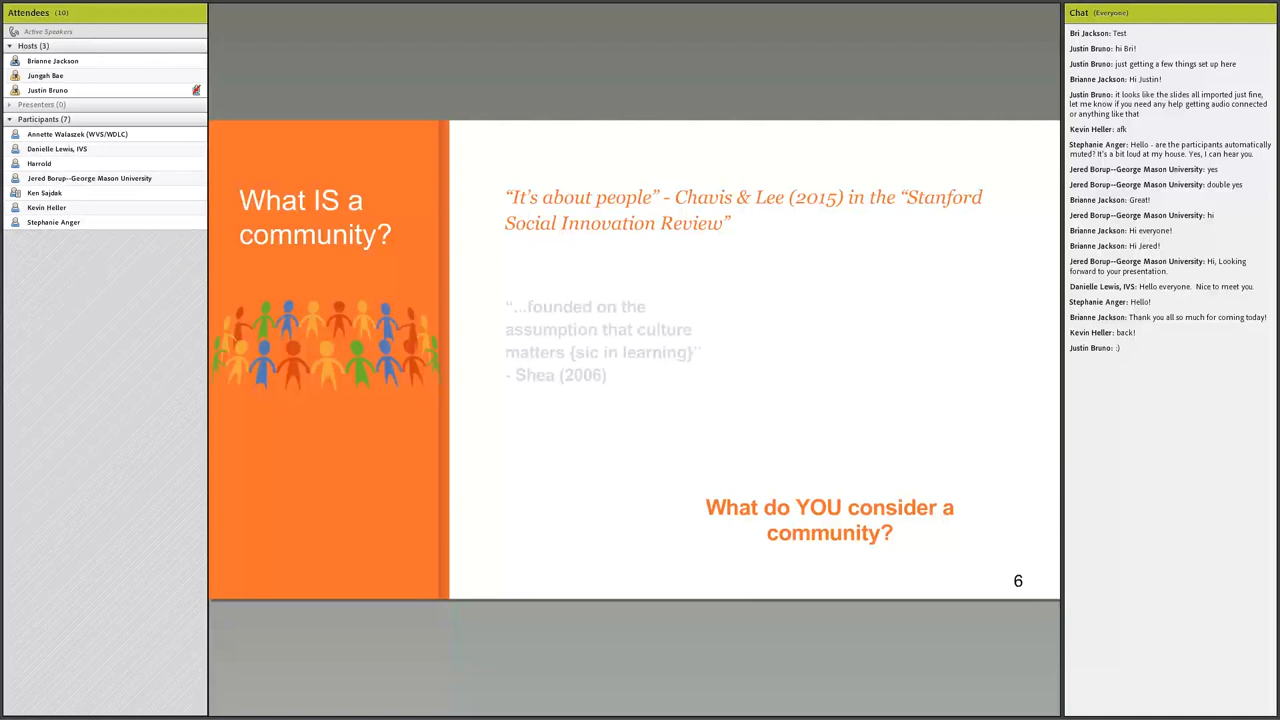 Attendees (10)
Active Speakers
Hosts (3)
Brianne Jackson
Jungah Bae
Justin Bruno
Presenters (0)
Participants (7)
Annette Walaszek (WVS/WDLC)
Danielle Lewis, IVS
Harrold
Jered Borup--George Mason University
Ken Sajdak
Kevin Heller
Stephanie Anger
What IS a
community?
“It’s about people” - Chavis & Lee (2015) in the “Stanford
Social Innovation Review”
“...founded on the
assumption that culture
matters {sic in learning}”
- Shea (2006)
What do YOU consider a
community?
6
Chat (Everyone)
Bri Jackson: Test
Justin Bruno: hi Bri!
Justin Bruno: just getting a few things set up here
Brianne Jackson: Hi Justin!
Justin Bruno: it looks like the slides all imported just fine,
let me know if you need any help getting audio connected
or anything like that
Kevin Heller: afk
Stephanie Anger: Hello - are the participants automatically
muted? It's a bit loud at my house. Yes, I can hear you.
Jered Borup--George Mason University: yes
Jered Borup--George Mason University: double yes
Brianne Jackson: Great!
Jered Borup--George Mason University: hi
Brianne Jackson: Hi everyone!
Brianne Jackson: Hi Jered!
Jered Borup--George Mason University: Hi, Looking
forward to your presentation.
Danielle Lewis, IVS: Hello everyone. Nice to meet you.
Stephanie Anger: Hello!
Brianne Jackson: Thank you all so much for coming today!
Kevin Heller: back!
Justin Bruno: :)